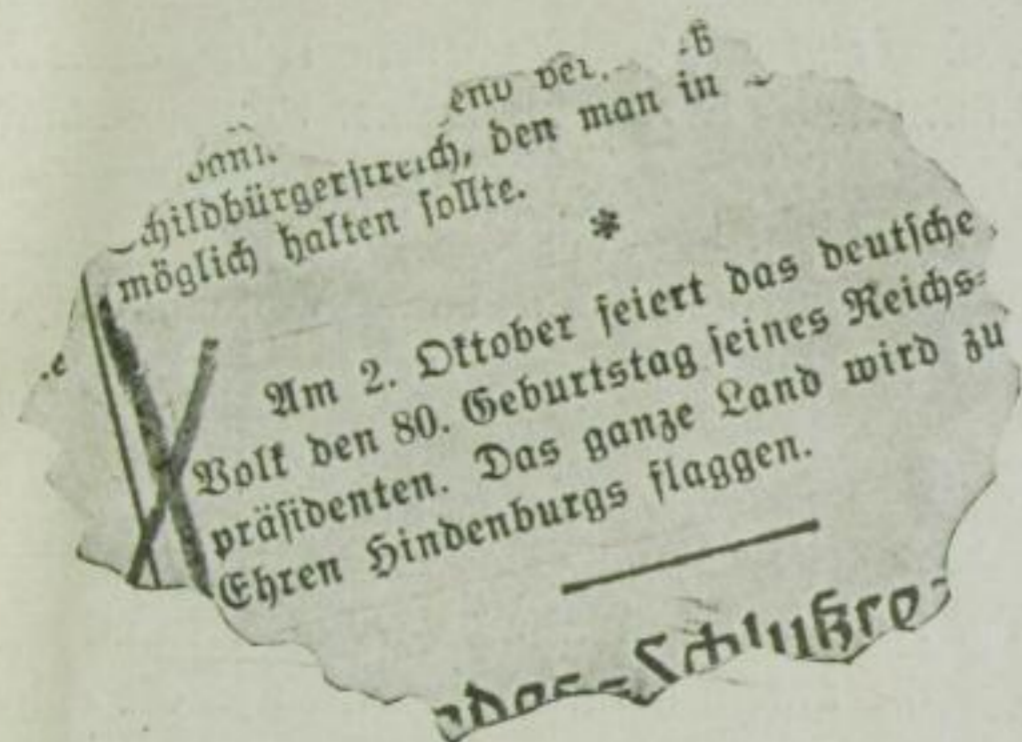 Schildbürgerstreich, den man in
möglich halten sollte.
*
Am 2. Oktober feiert das deutsche
Volk den 80. Geburtstag seines Reichs-
präsidenten. Das ganze Land wird zu
Ehren Hindenburgs flaggen.